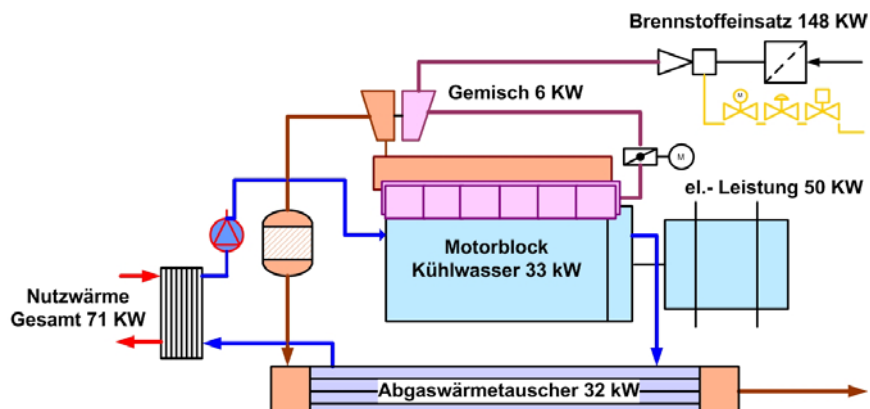 Brennstoffeinsatz 148 KW
M
Gemisch 6 KW
M
el.- Leistung 50 KW
Motorblock
Kühlwasser 33 kW
Nutzwärme
Gesamt 71 KW
Abgaswärmetauscher 32 kW